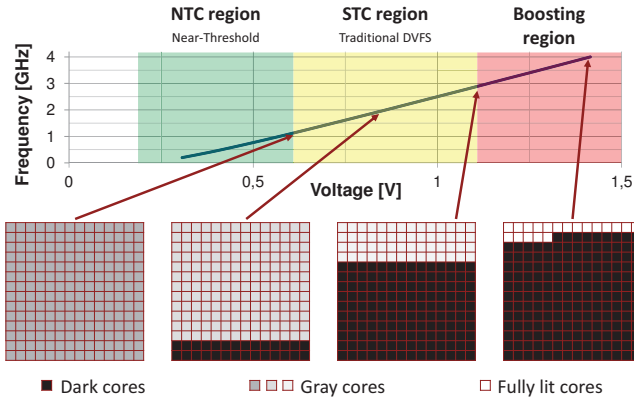 NTC region
Near-Threshold
STC region
Traditional DVFS
Boosting
region
Frequency [GHz]
4
3
2
1
0
0
0,5
1
1,5
Voltage [V]
Dark cores
Gray cores
Fully lit cores